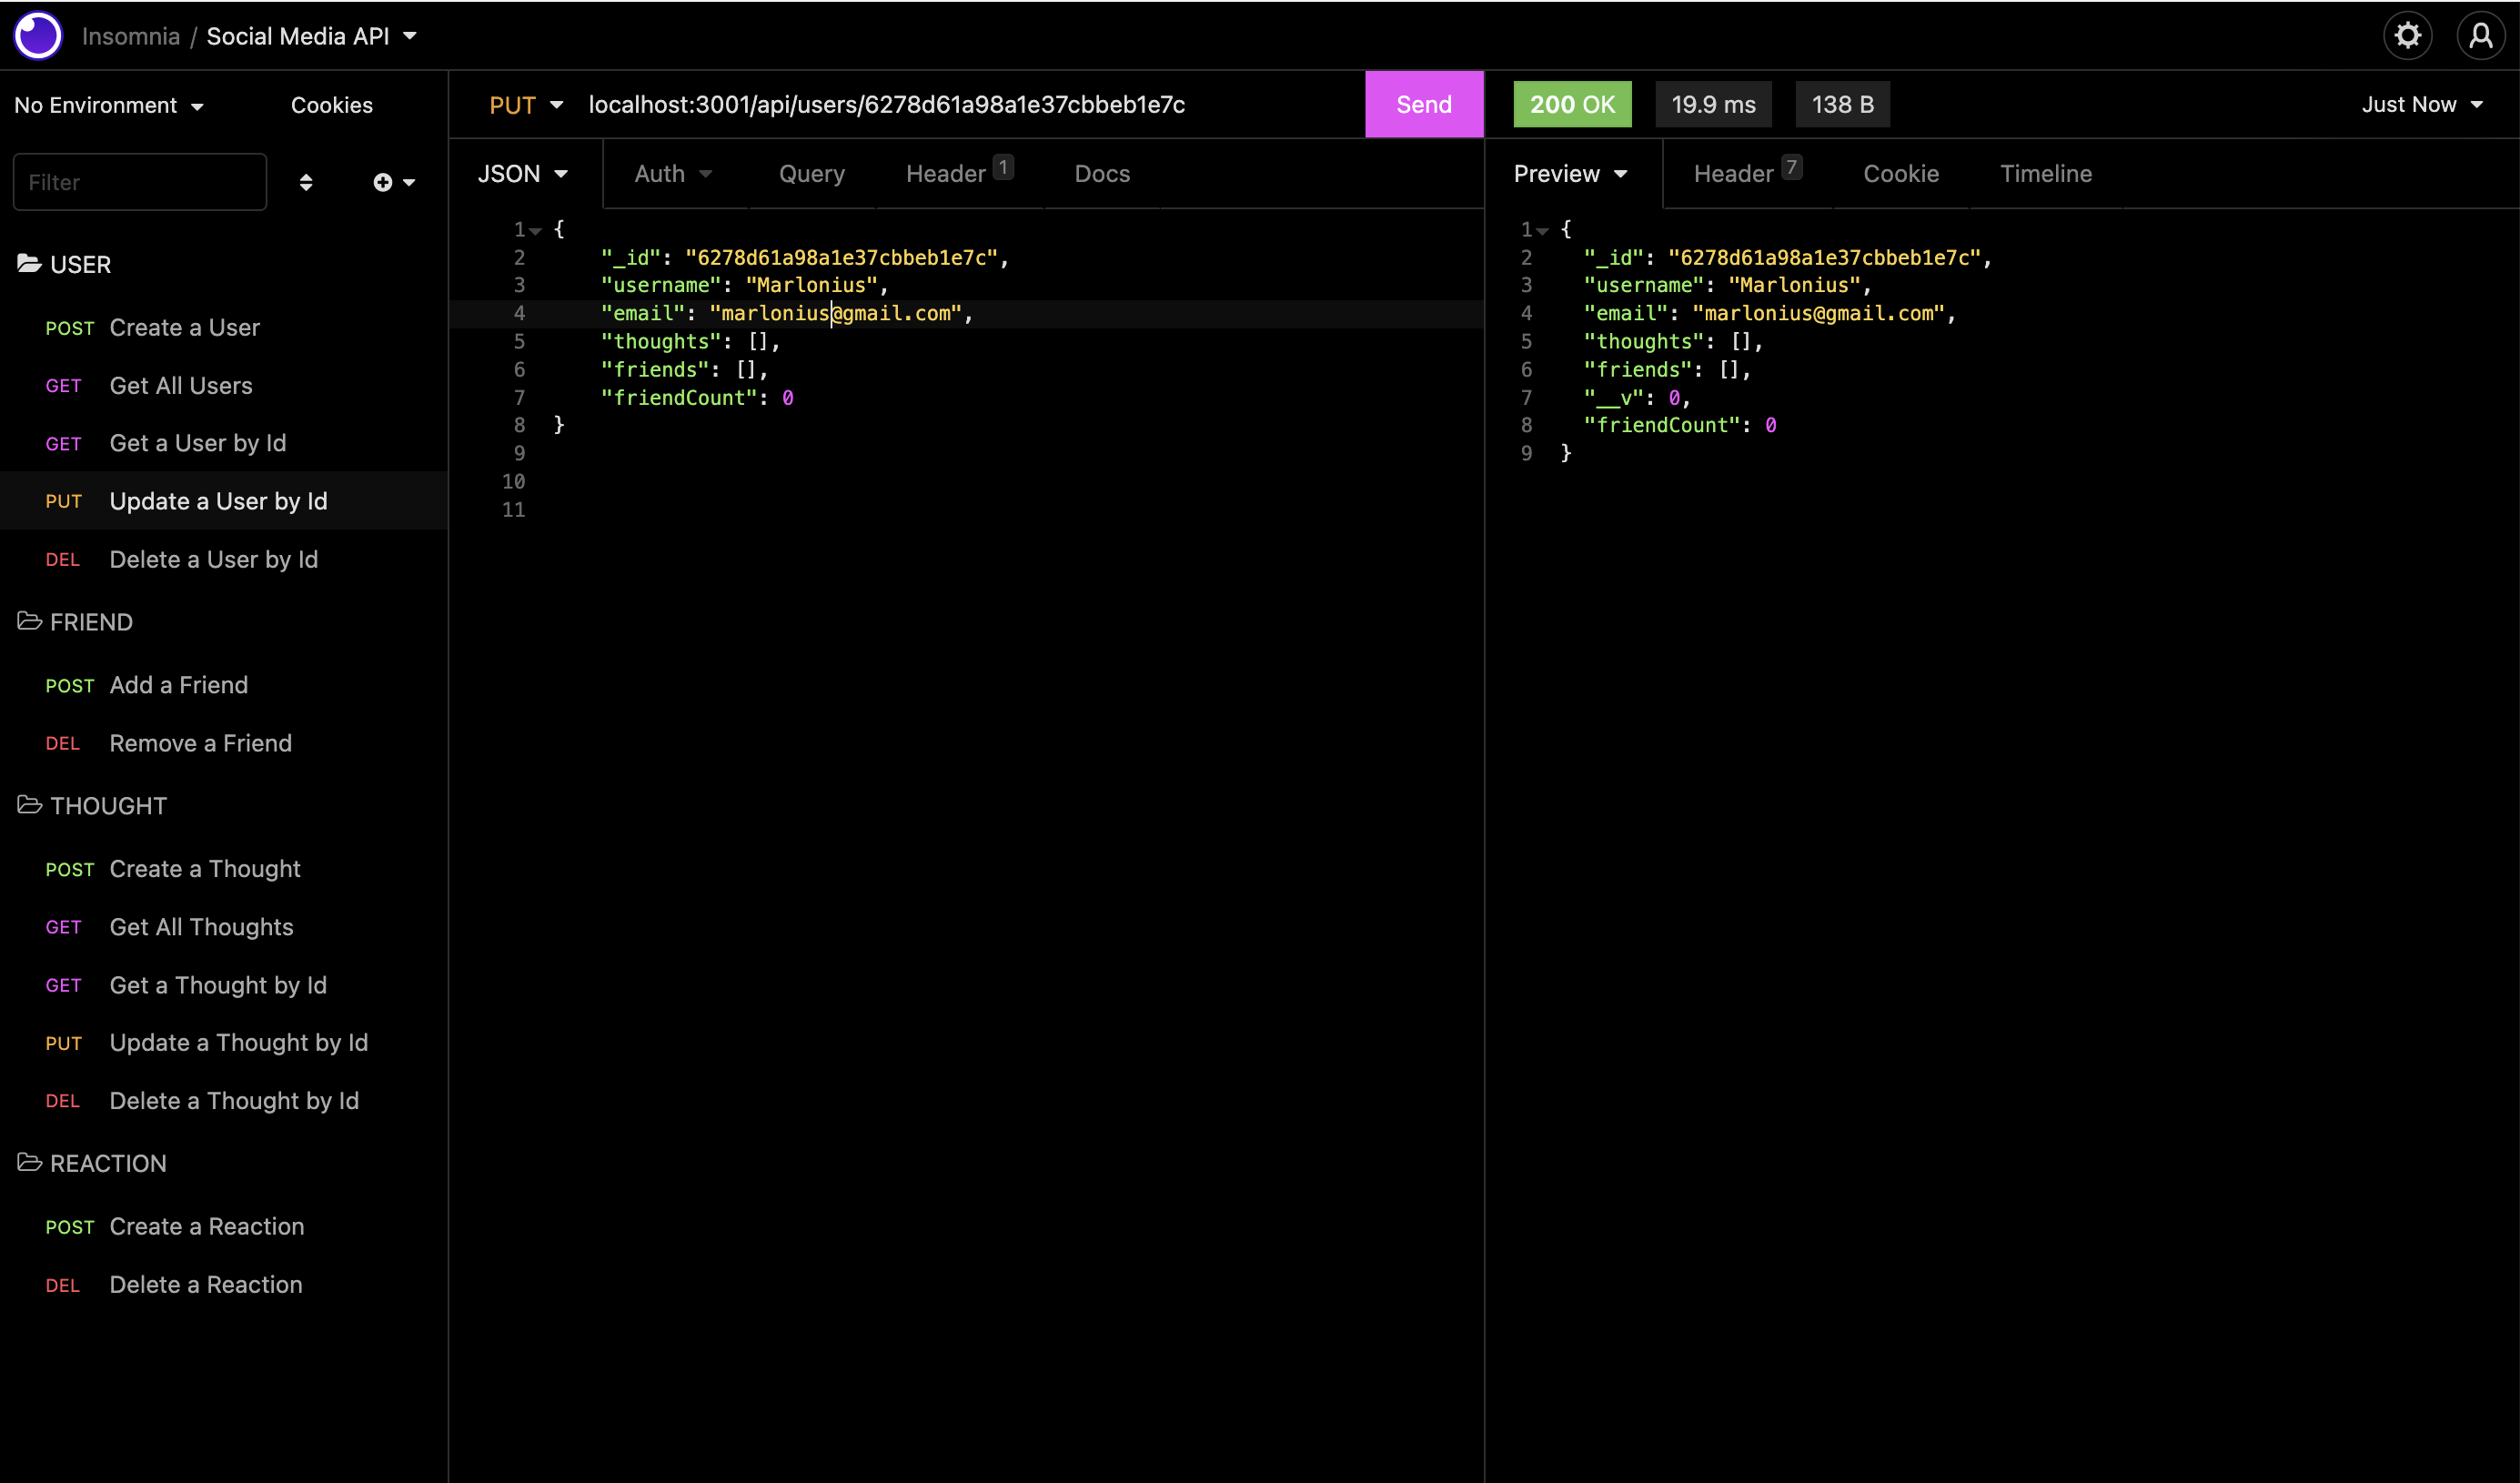 Insomnia / Social Media API
No Environment Cookies
Filter
USER
POST Create a User
GET Get All Users
GET Get a User by Id
PUT Update a User by Id
DEL Delete a User by Id
FRIEND
POST Add a Friend
DEL Remove a Friend
THOUGHT
POST Create a Thought
GET Get All Thoughts
GET Get a Thought by Id
PUT Update a Thought by Id
DEL Delete a Thought by Id
REACTION
POST Create a Reaction
DEL Delete a Reaction
PUT localhost:3001/api/users/6278d61a98a1e37cbbeb1e7c Send
JSON Auth Query Header 1 Docs
1 {
2 "_id": "6278d61a98a1e37cbbeb1e7c",
3 "username": "Marlonius",
4 "email": "marlonius@gmail.com",
5 "thoughts": [],
6 "friends": [],
7 "friendCount": 0
8 }
9
10
11
200 OK 19.9 ms 138 B Just Now
Preview Header 7 Cookie Timeline
1 {
2 "_id": "6278d61a98a1e37cbbeb1e7c",
3 "username": "Marlonius",
4 "email": "marlonius@gmail.com",
5 "thoughts": [],
6 "friends": [],
7 "__v": 0,
8 "friendCount": 0
9 }